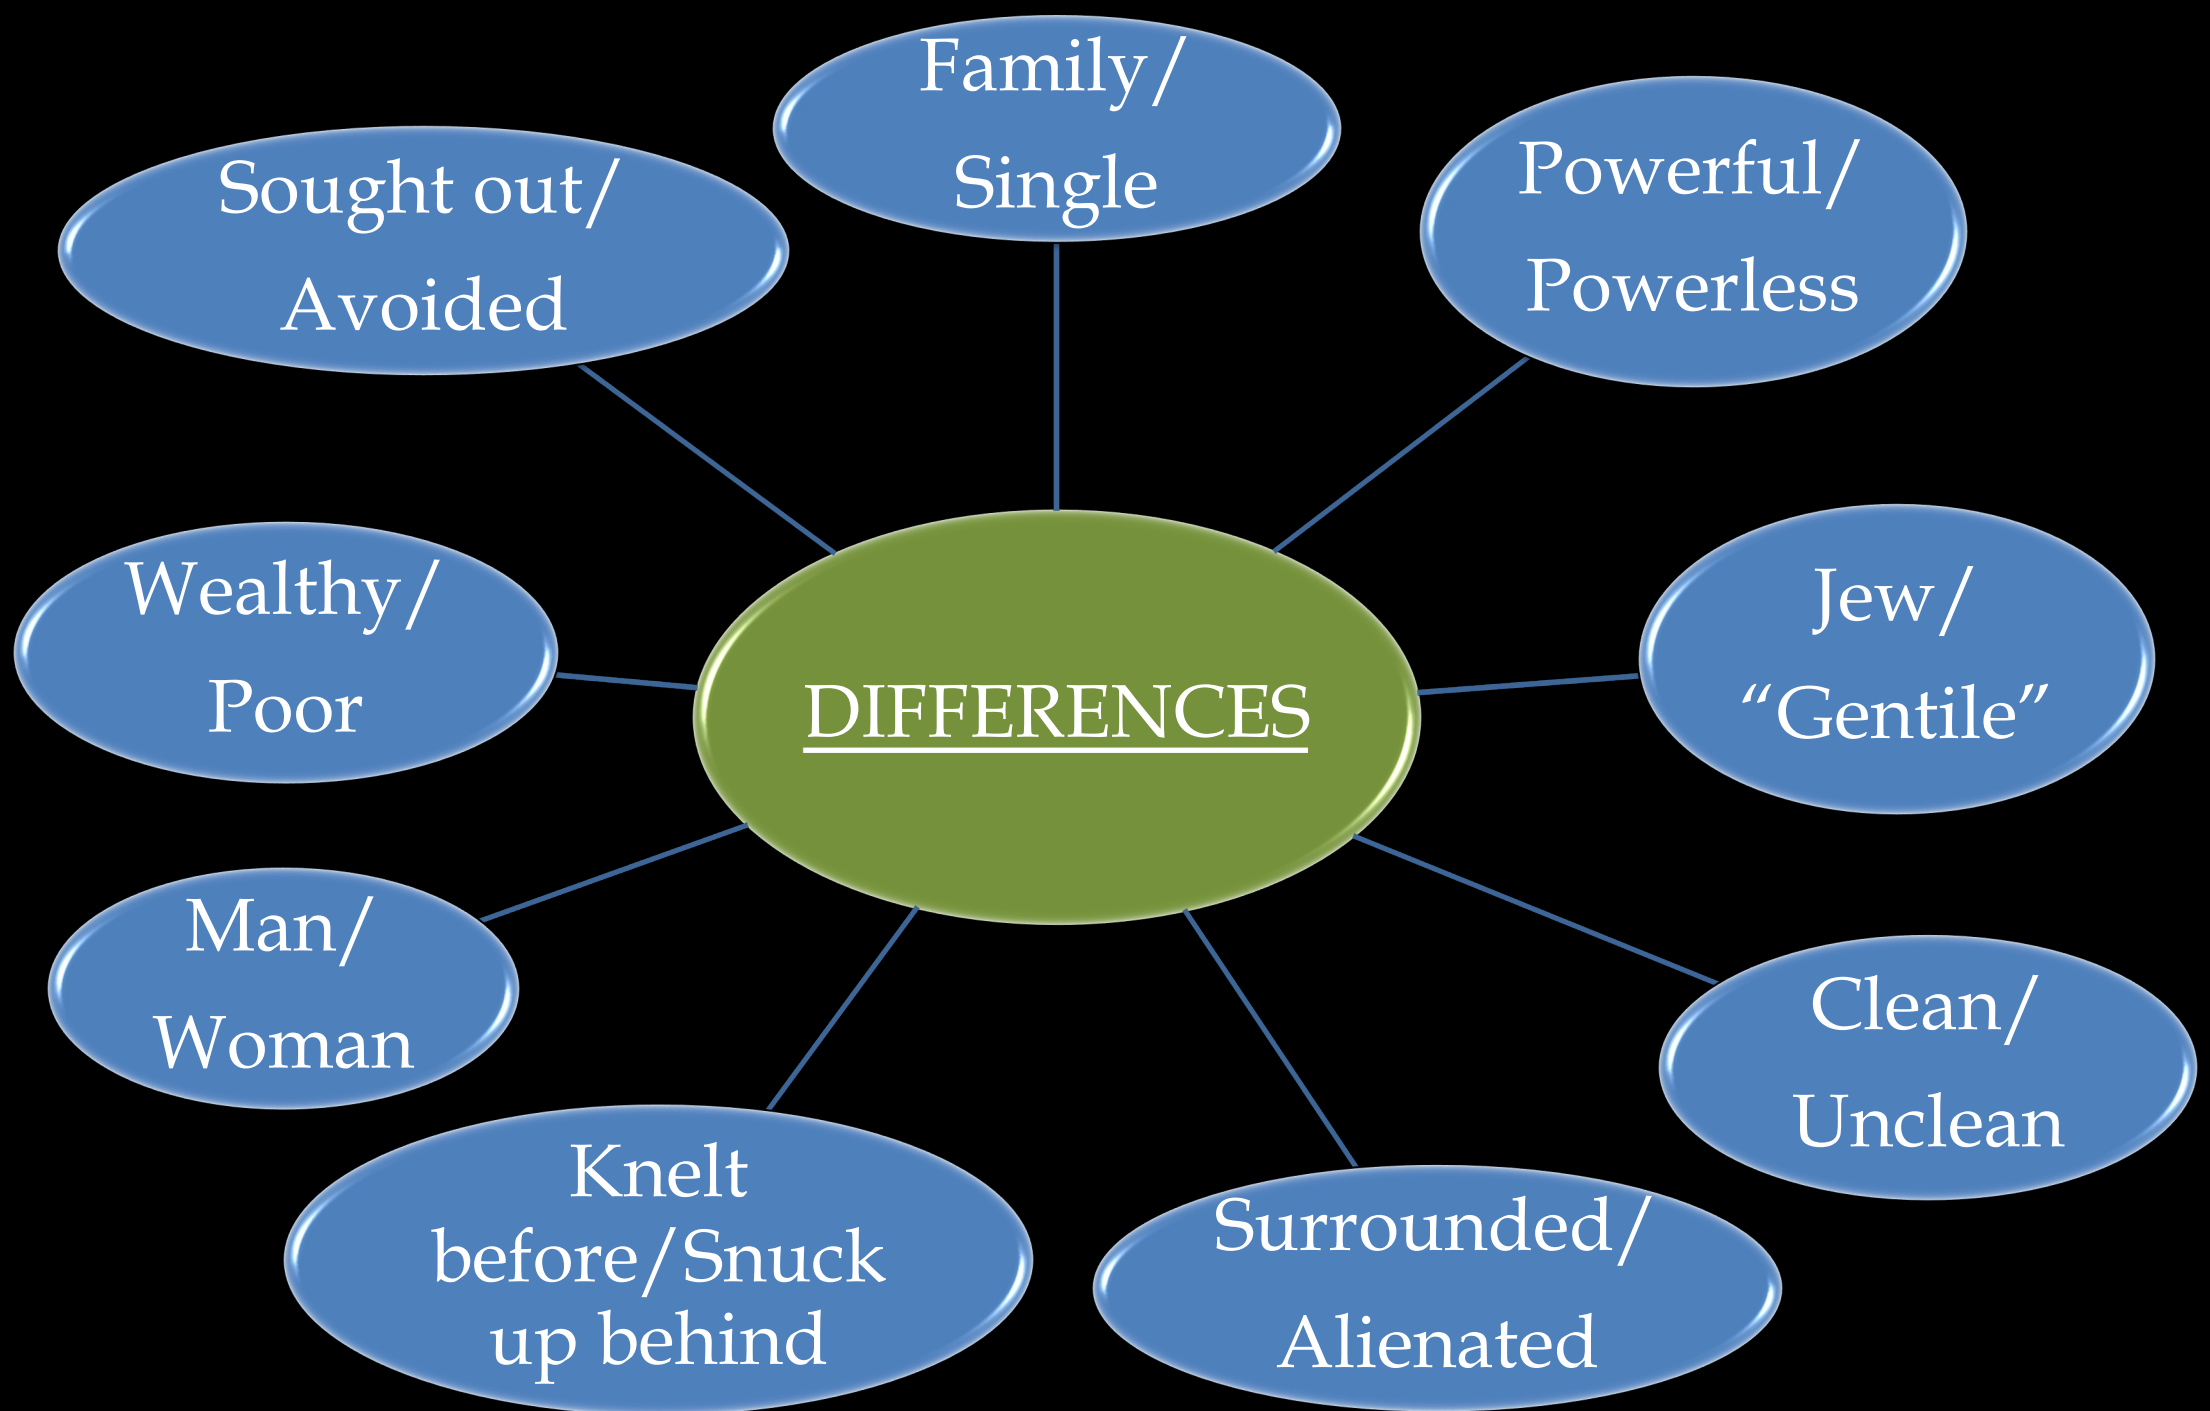 Family/
Single
Powerful/
Powerless
Sought out/
Avoided
Wealthy/
Poor
DIFFERENCES
Jew/
“Gentile”
Man/
Woman
Clean/
Unclean
Knelt
before/Snuck
up behind
Surrounded/
Alienated